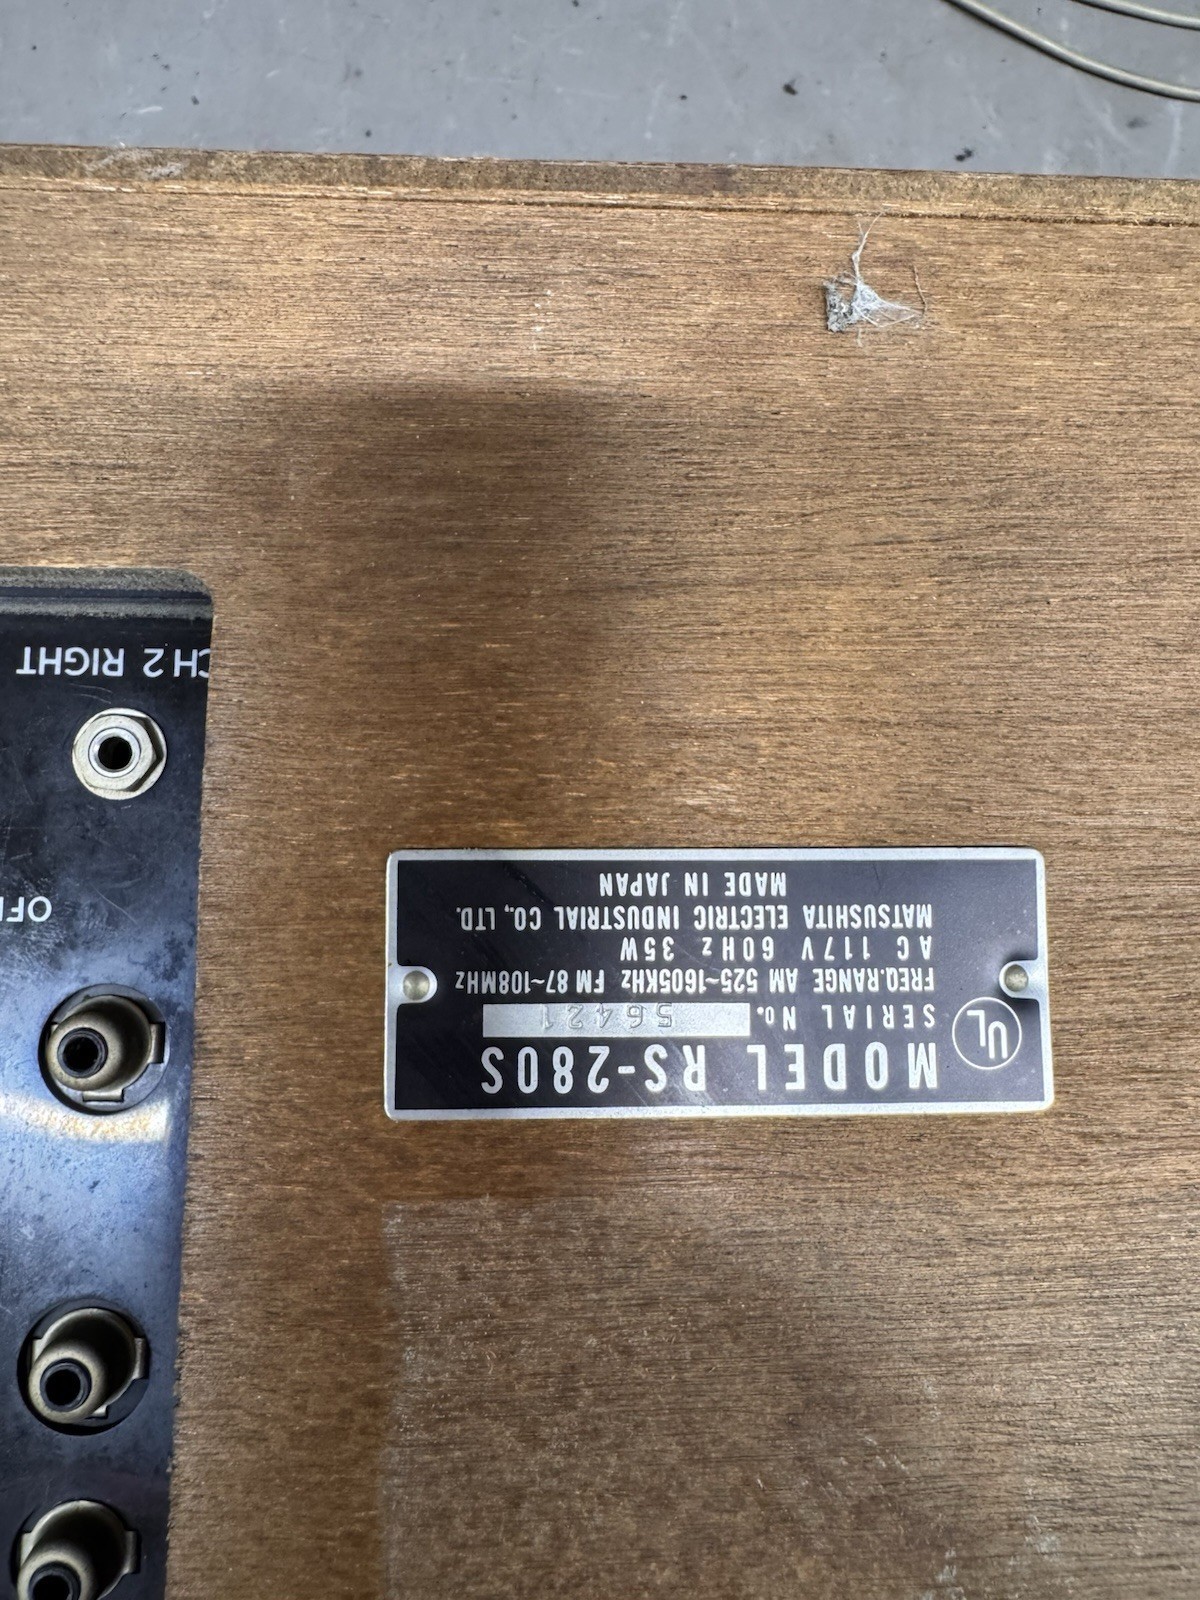 CH.2 RIGHT
OFF
UL
MODEL RS-280S
SERIAL No. 56421
FREQ.RANGE AM 525~1605KHz FM 87~108MHz
AC 117V 60Hz 35W
MATSUSHITA ELECTRIC INDUSTRIAL CO., LTD.
MADE IN JAPAN